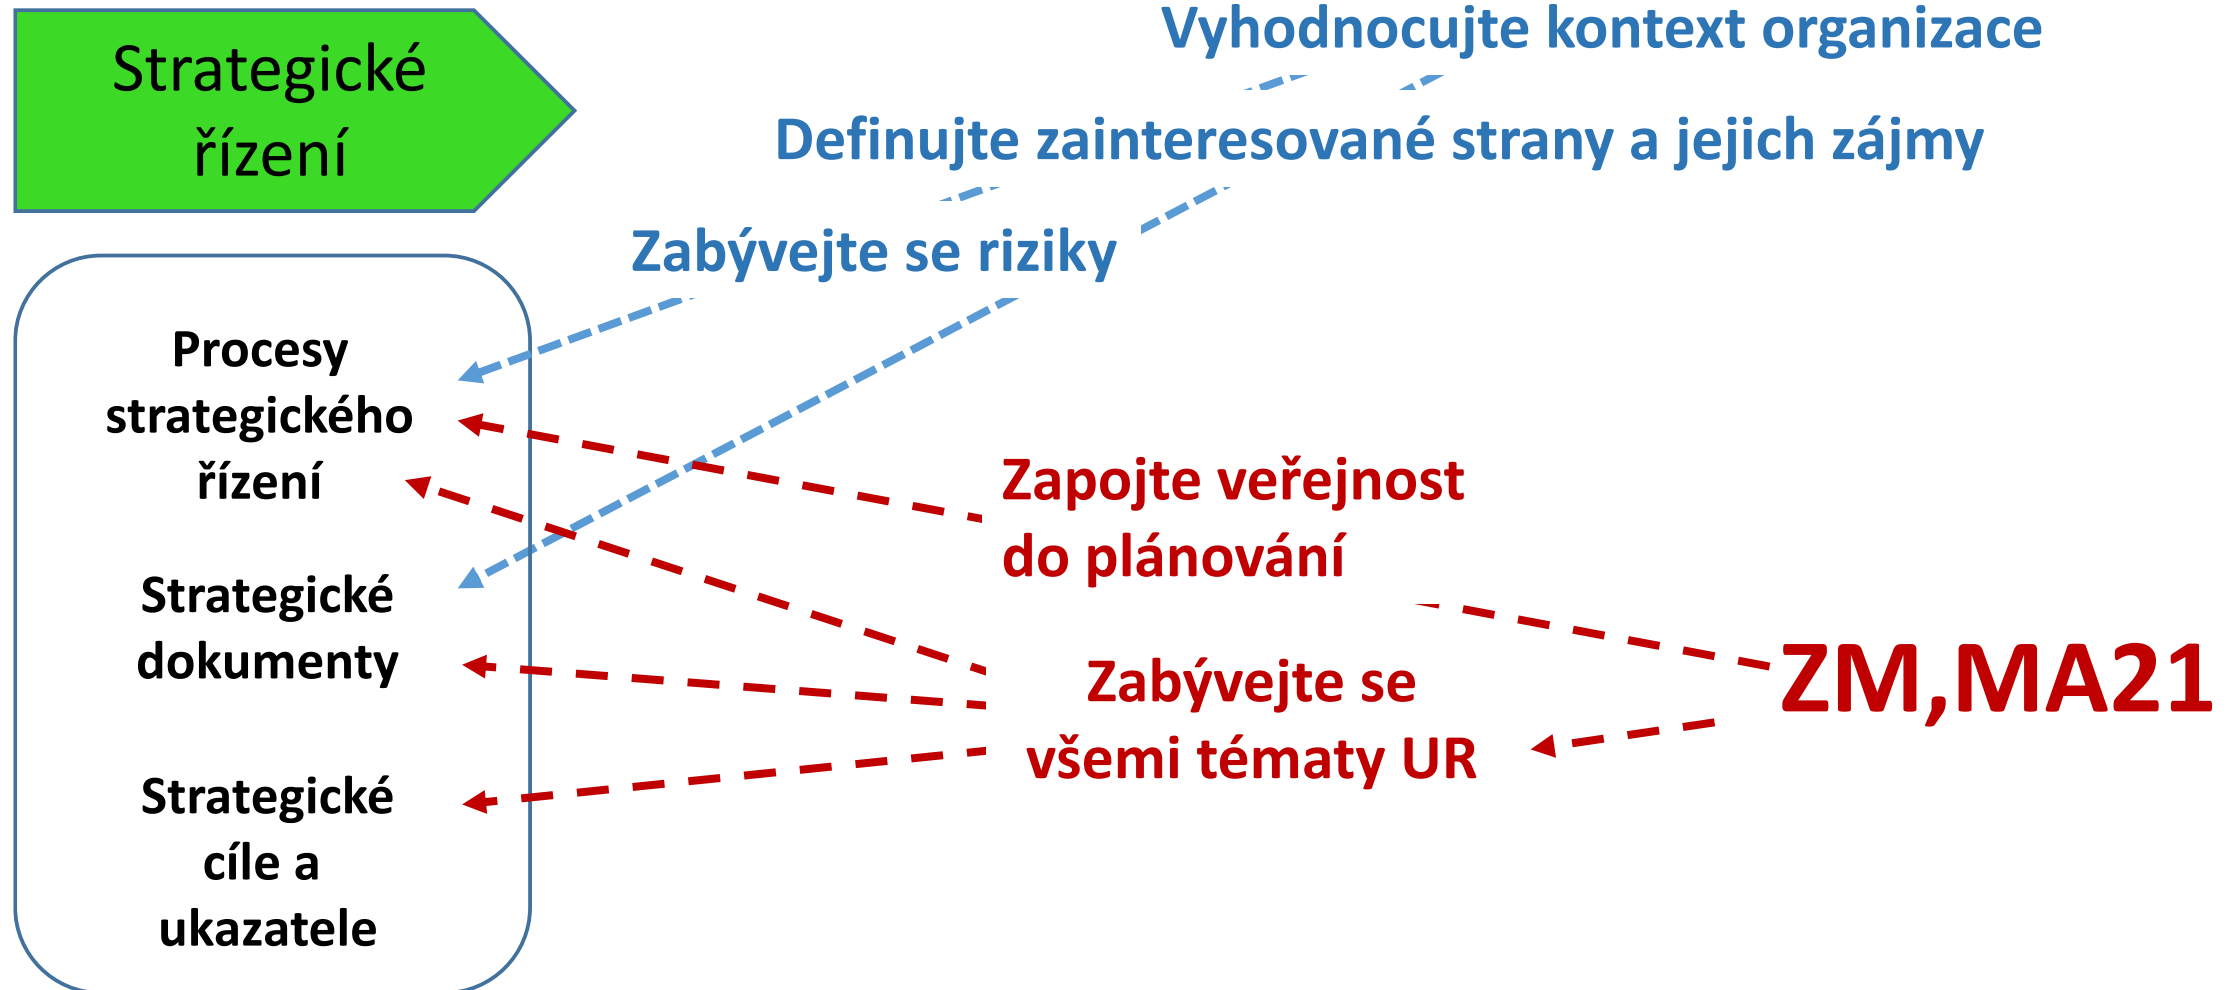 Strategické
řízení
Vyhodnocujte kontext organizace
Definujte zainteresované strany a jejich zájmy
Zabývejte se riziky
Procesy
strategického
řízení
Strategické
dokumenty
Strategické
cíle a
ukazatele
Zapojte veřejnost
do plánování
Zabývejte se
všemi tématy UR
ZM,MA21